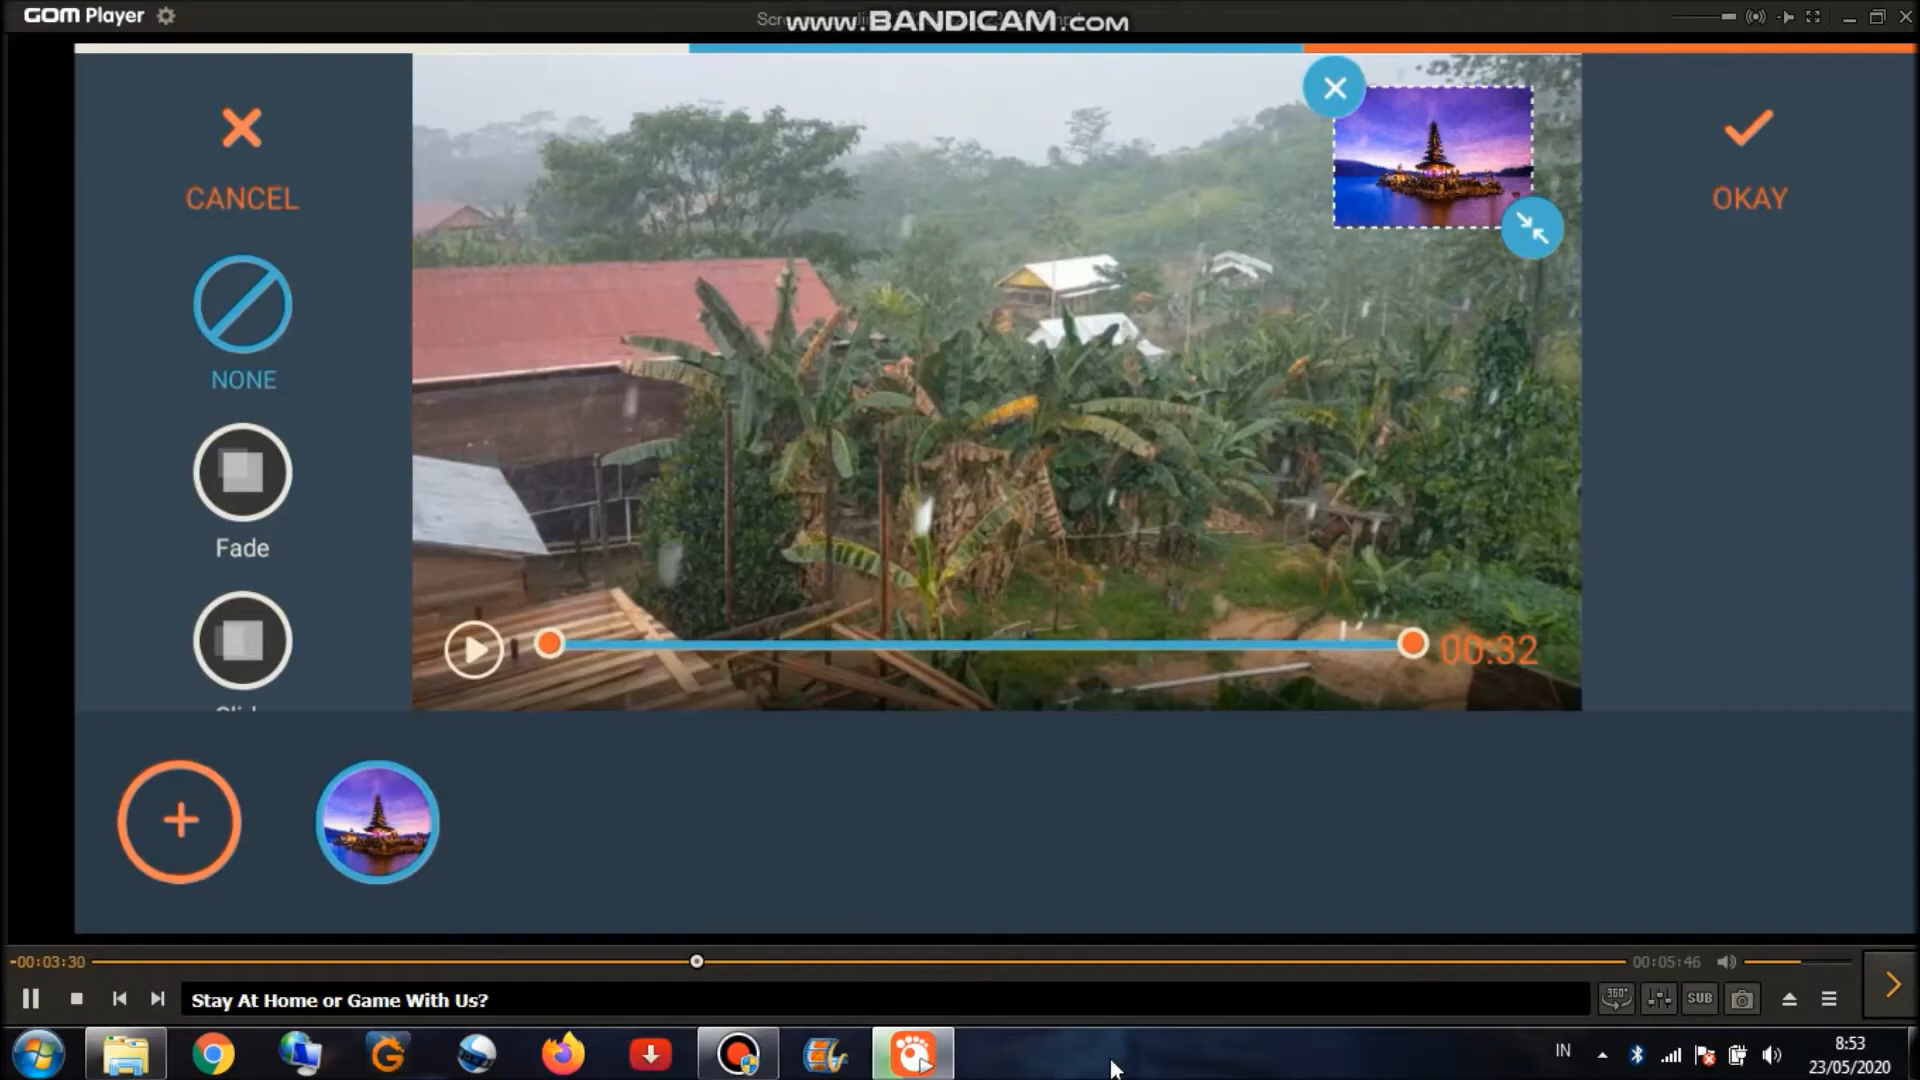 GOM Player
www.BANDICAM.com
CANCEL
OKAY
NONE
Fade
00:32
-00:03:30
00:05:46
Stay At Home or Game With Us?
360°
SUB
IN
8:53
23/05/2020